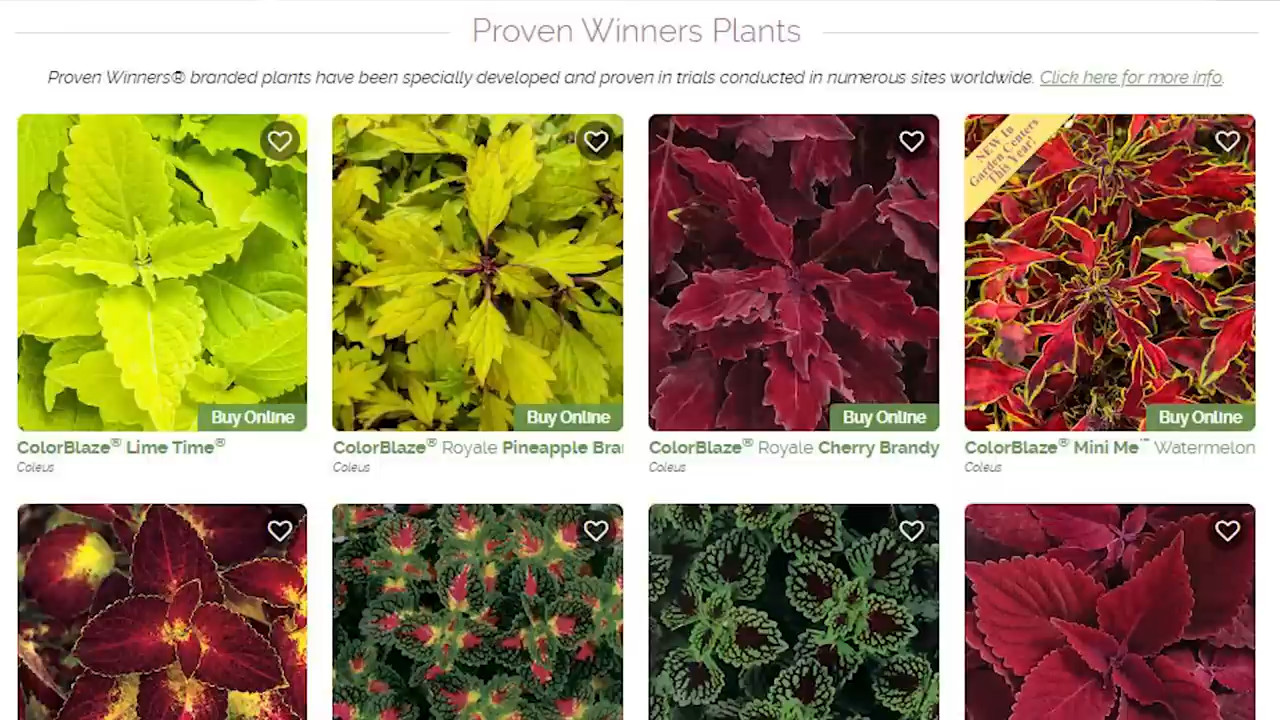 Proven Winners Plants
Proven Winners® branded plants have been specially developed and proven in trials conducted in numerous sites worldwide. Click here for more info.
NEW In
Garden Centers
This Year!
Buy Online
Buy Online
Buy Online
Buy Online
ColorBlaze® Lime Time®
Coleus
ColorBlaze® Royale Pineapple Bra
Coleus
ColorBlaze® Royale Cherry Brandy
Coleus
ColorBlaze® Mini Me™ Watermelon
Coleus